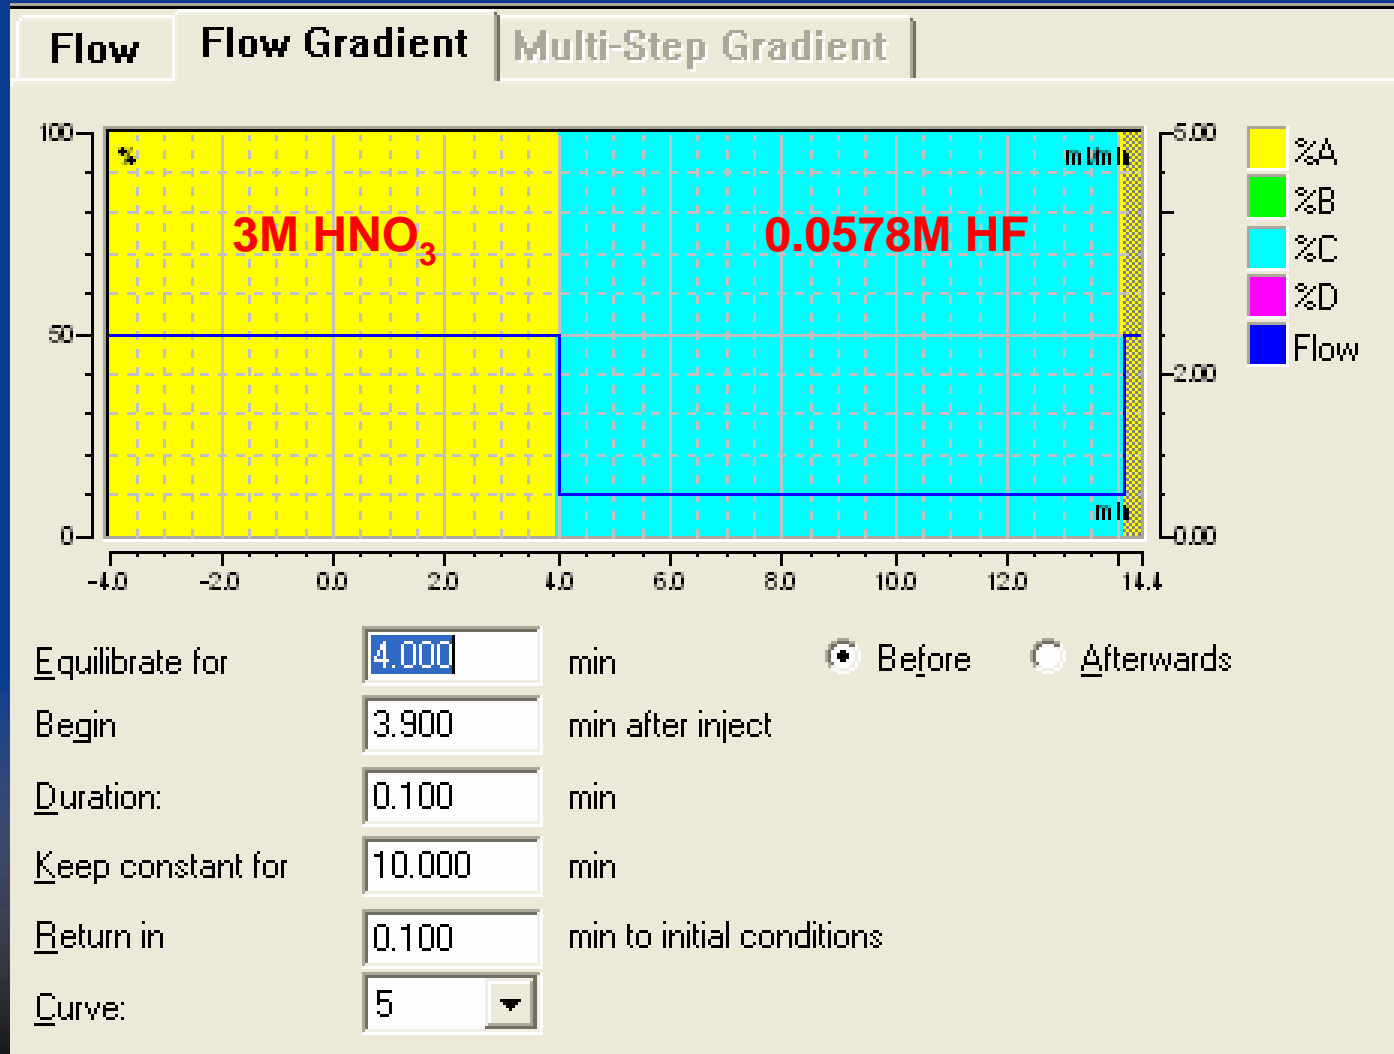 Flow Flow Gradient Multi-Step Gradient
100 % ml/min 5.00 %A
3M HNO₃ 0.0578M HF %B
%C
%D
50 2.00 Flow
min
0 0.00
-4.0 -2.0 0.0 2.0 4.0 6.0 8.0 10.0 12.0 14.4
Equilibrate for 4.000 min Before Afterwards
Begin 3.900 min after inject
Duration: 0.100 min
Keep constant for 10.000 min
Return in 0.100 min to initial conditions
Curve: 5